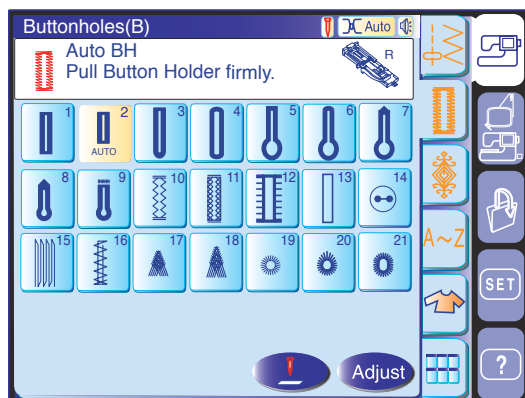 Buttonholes(B)
Auto
Auto BH
R
Pull Button Holder firmly.
1 2 3 4 5 6 7
AUTO
8 9 10 11 12 13 14
A~Z
15 16 17 18 19 20 21
SET
Adjust
?